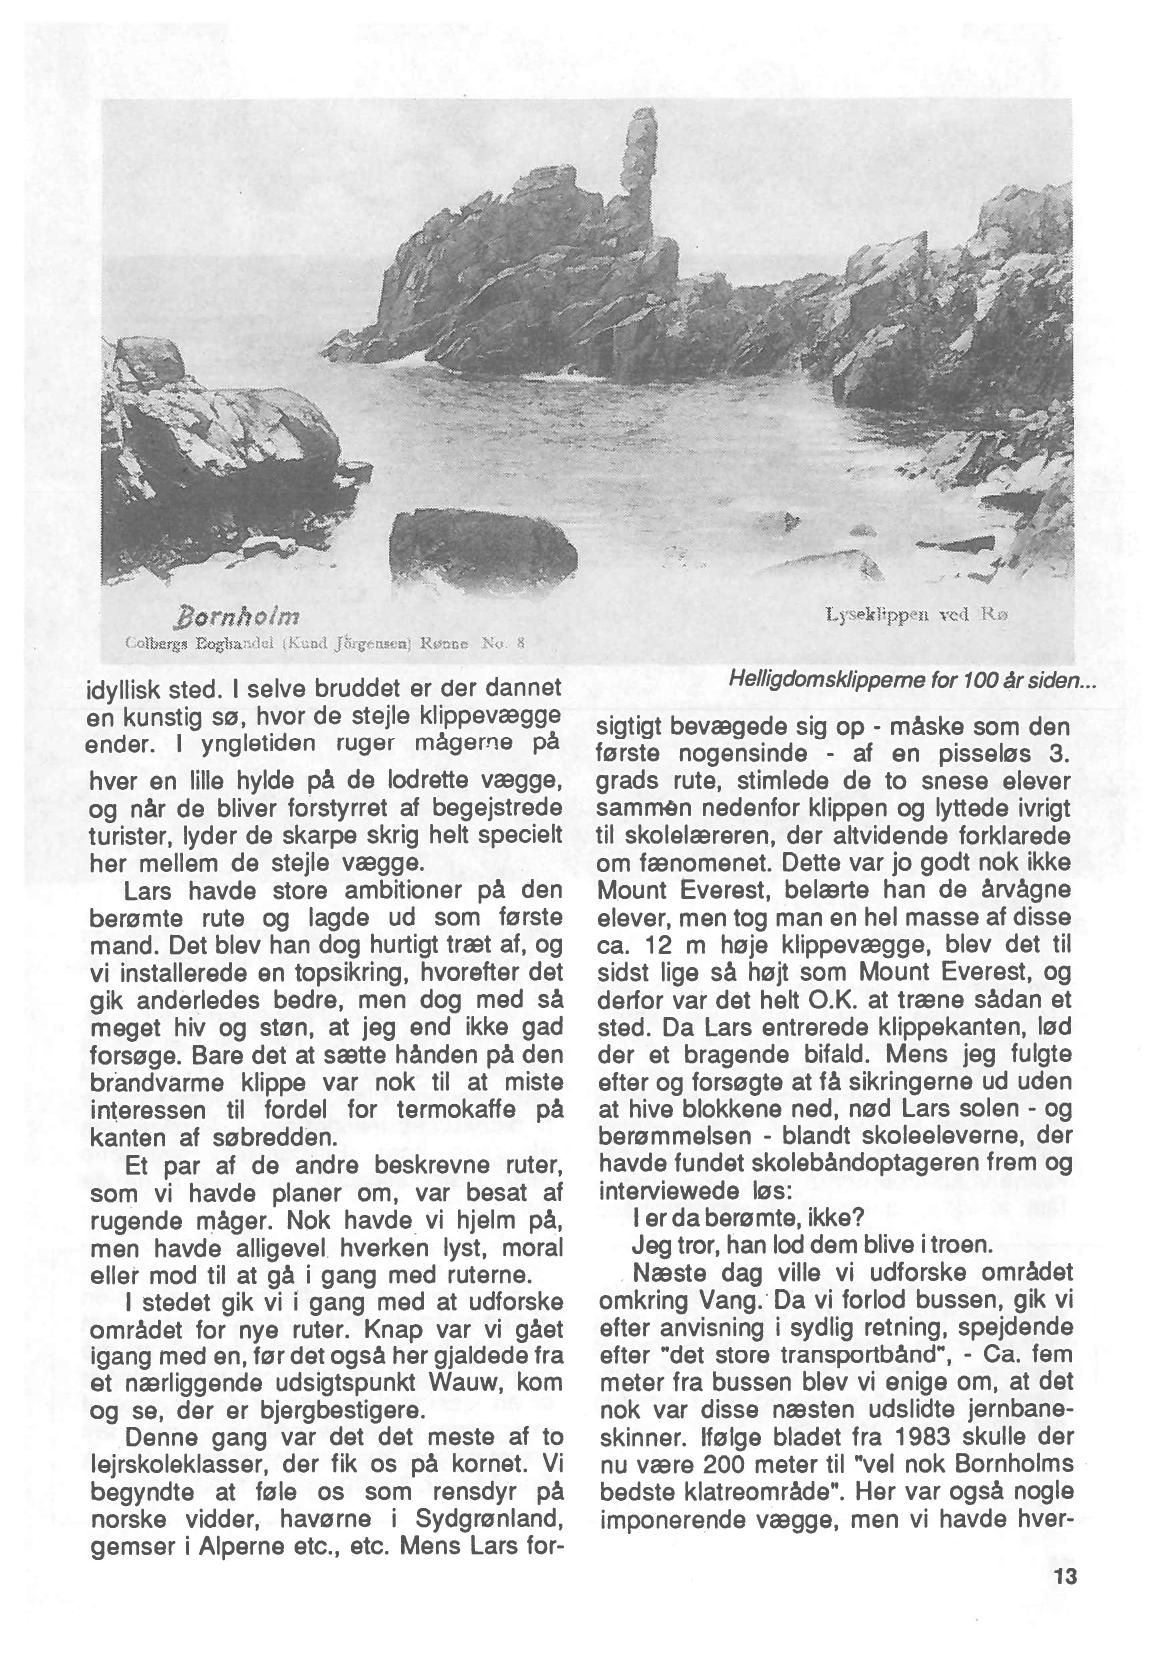 Bornholm
Colbergs Boghandel (Kund Jörgensen) Rønne No. 8
Lyseklippen ved Rø
Helligdomsklipperne for 100 år siden...
idyllisk sted. I selve bruddet er der dannet
en kunstig sø, hvor de stejle klippevægge
ender. I yngletiden ruger mågerne på
hver en lille hylde på de lodrette vægge,
og når de bliver forstyrret af begejstrede
turister, lyder de skarpe skrig helt specielt
her mellem de stejle vægge.
Lars havde store ambitioner på den
berømte rute og lagde ud som første
mand. Det blev han dog hurtigt træt af, og
vi installerede en topsikring, hvorefter det
gik anderledes bedre, men dog med så
meget hiv og støn, at jeg end ikke gad
forsøge. Bare det at sætte hånden på den
brandvarme klippe var nok til at miste
interessen til fordel for termokaffe på
kanten af søbredden.
Et par af de andre beskrevne ruter,
som vi havde planer om, var besat af
rugende måger. Nok havde vi hjelm på,
men havde alligevel hverken lyst, moral
eller mod til at gå i gang med ruterne.
I stedet gik vi i gang med at udforske
området for nye ruter. Knap var vi gået
igang med en, før det også her gjaldede fra
et nærliggende udsigtspunkt Wauw, kom
og se, der er bjergbestigere.
Denne gang var det det meste af to
lejrskoleklasser, der fik os på kornet. Vi
begyndte at føle os som rensdyr på
norske vidder, havørne i Sydgrønland,
gemser i Alperne etc., etc. Mens Lars for-
sigtigt bevægede sig op - måske som den
første nogensinde - af en pisseløs 3.
grads rute, stimlede de to snese elever
sammen nedenfor klippen og lyttede ivrigt
til skolelæreren, der altvidende forklarede
om fænomenet. Dette var jo godt nok ikke
Mount Everest, belærte han de årvågne
elever, men tog man en hel masse af disse
ca. 12 m høje klippevægge, blev det til
sidst lige så højt som Mount Everest, og
derfor var det helt O.K. at træne sådan et
sted. Da Lars entrerede klippekanten, lød
der et bragende bifald. Mens jeg fulgte
efter og forsøgte at få sikringerne ud uden
at hive blokkene ned, nød Lars solen - og
berømmelsen - blandt skoleeleverne, der
havde fundet skolebåndoptageren frem og
interviewede løs:
I er da berømte, ikke?
Jeg tror, han lod dem blive i troen.
Næste dag ville vi udforske området
omkring Vang. Da vi forlod bussen, gik vi
efter anvisning i sydlig retning, spejdende
efter "det store transportbånd", - Ca. fem
meter fra bussen blev vi enige om, at det
nok var disse næsten udslidte jernbane-
skinner. Ifølge bladet fra 1983 skulle der
nu være 200 meter til "vel nok Bornholms
bedste klatreområde". Her var også nogle
imponerende vægge, men vi havde hver-
13